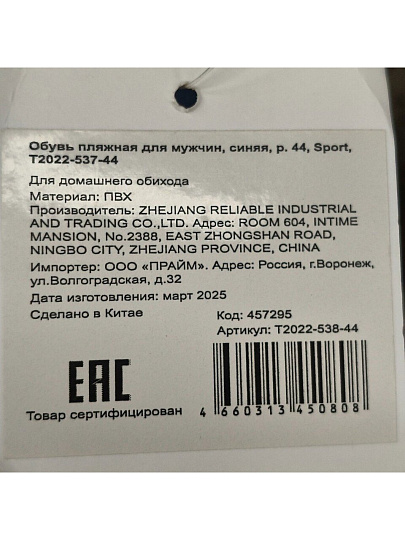 Обувь пляжная для мужчин, синяя, р. 44, Sport,
T2022-537-44
Для домашнего обихода
Материал: ПВХ
Производитель: ZHEJIANG RELIABLE INDUSTRIAL
AND TRADING CO.,LTD. Адрес: ROOM 604, INTIME
MANSION, No.2388, EAST ZHONGSHAN ROAD,
NINGBO CITY, ZHEJIANG PROVINCE, CHINA
Импортер: ООО «ПРАЙМ». Адрес: Россия, г.Воронеж,
ул.Волгоградская, д.32
Дата изготовления: март 2025
Сделано в Китае
Код: 457295
Артикул: T2022-538-44
ЕАС
Товар сертифицирован
4 660313 450808